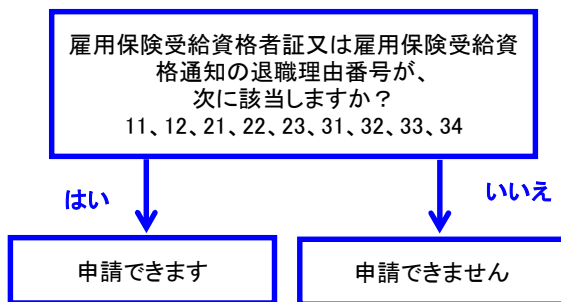 雇用保険受給資格者証又は雇用保険受給資
格通知の退職理由番号が、
次に該当しますか？
11、12、21、22、23、31、32、33、34
はい
いいえ
申請できます
申請できません